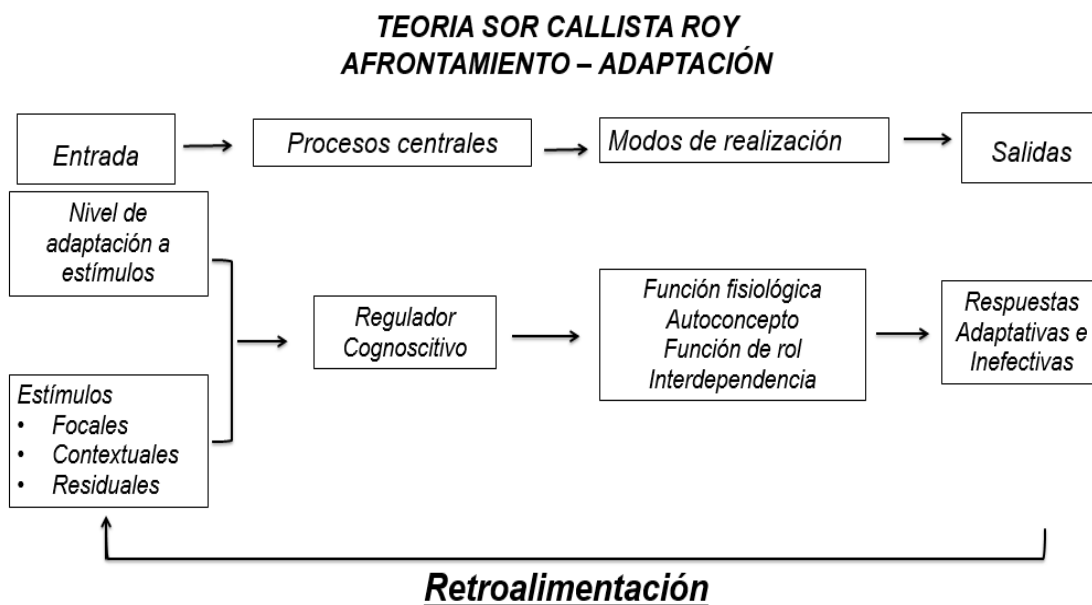 TEORIA SOR CALLISTA ROY
AFRONTAMIENTO – ADAPTACIÓN
Entrada
Procesos centrales
Modos de realización
Salidas
Nivel de
adaptación a
estímulos
Estímulos
• Focales
• Contextuales
• Residuales
Regulador
Cognoscitivo
Función fisiológica
Autoconcepto
Función de rol
Interdependencia
Respuestas
Adaptativas e
Inefectivas
Retroalimentación